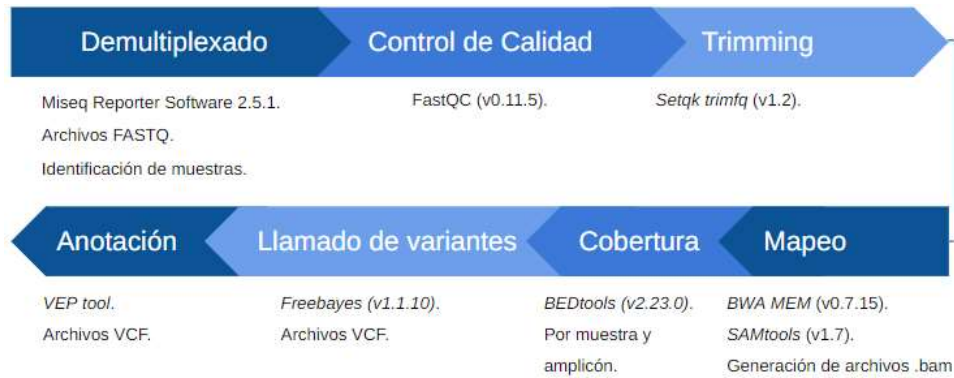 Demultiplexado
Control de Calidad
Trimming
Miseq Reporter Software 2.5.1.
Archivos FASTQ.
Identificación de muestras.
FastQC (v0.11.5).
Setqk trimfq (v1.2).
Anotación
Llamado de variantes
Cobertura
Mapeo
VEP tool.
Archivos VCF.
Freebayes (v1.1.10).
Archivos VCF.
BEDtools (v2.23.0).
Por muestra y
amplicón.
BWA MEM (v0.7.15).
SAMtools (v1.7).
Generación de archivos .bam